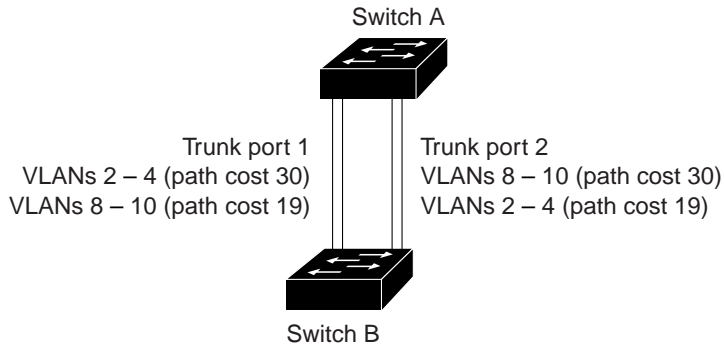 Switch A
Trunk port 1
VLANs 2 – 4 (path cost 30)
VLANs 8 – 10 (path cost 19)
Trunk port 2
VLANs 8 – 10 (path cost 30)
VLANs 2 – 4 (path cost 19)
Switch B